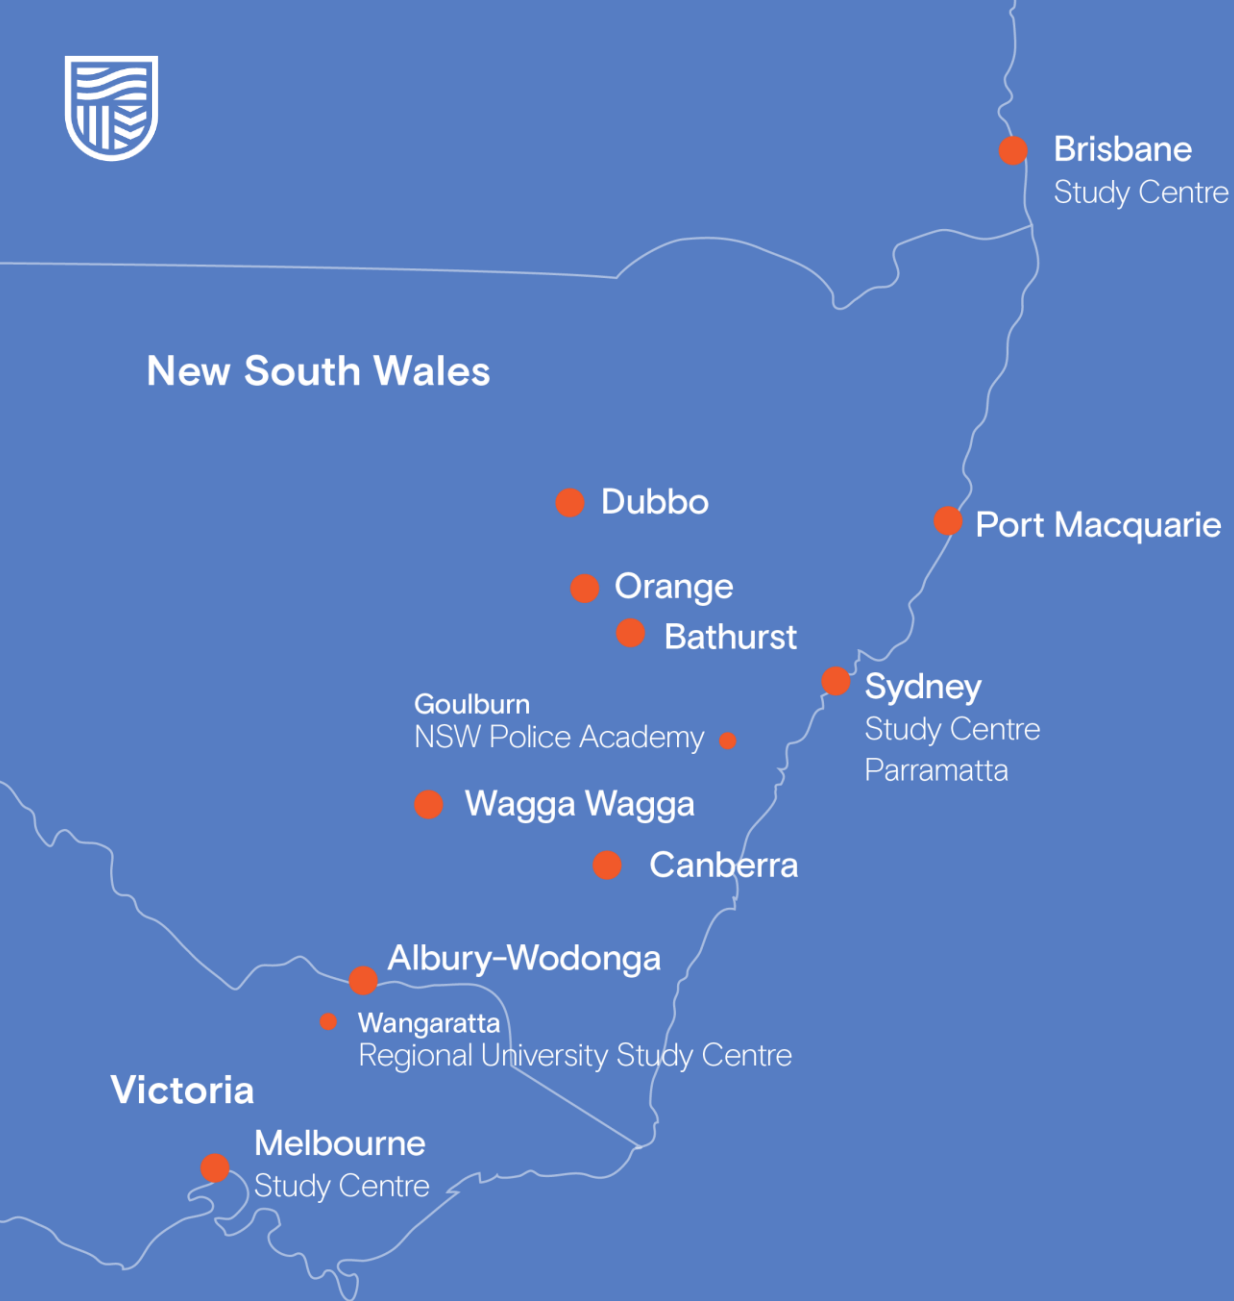 Brisbane
Study Centre
New South Wales
Dubbo
Port Macquarie
Orange
Bathurst
Sydney
Study Centre
Parramatta
Goulburn
NSW Police Academy
Wagga Wagga
Canberra
Albury-Wodonga
Wangaratta
Regional University Study Centre
Victoria
Melbourne
Study Centre